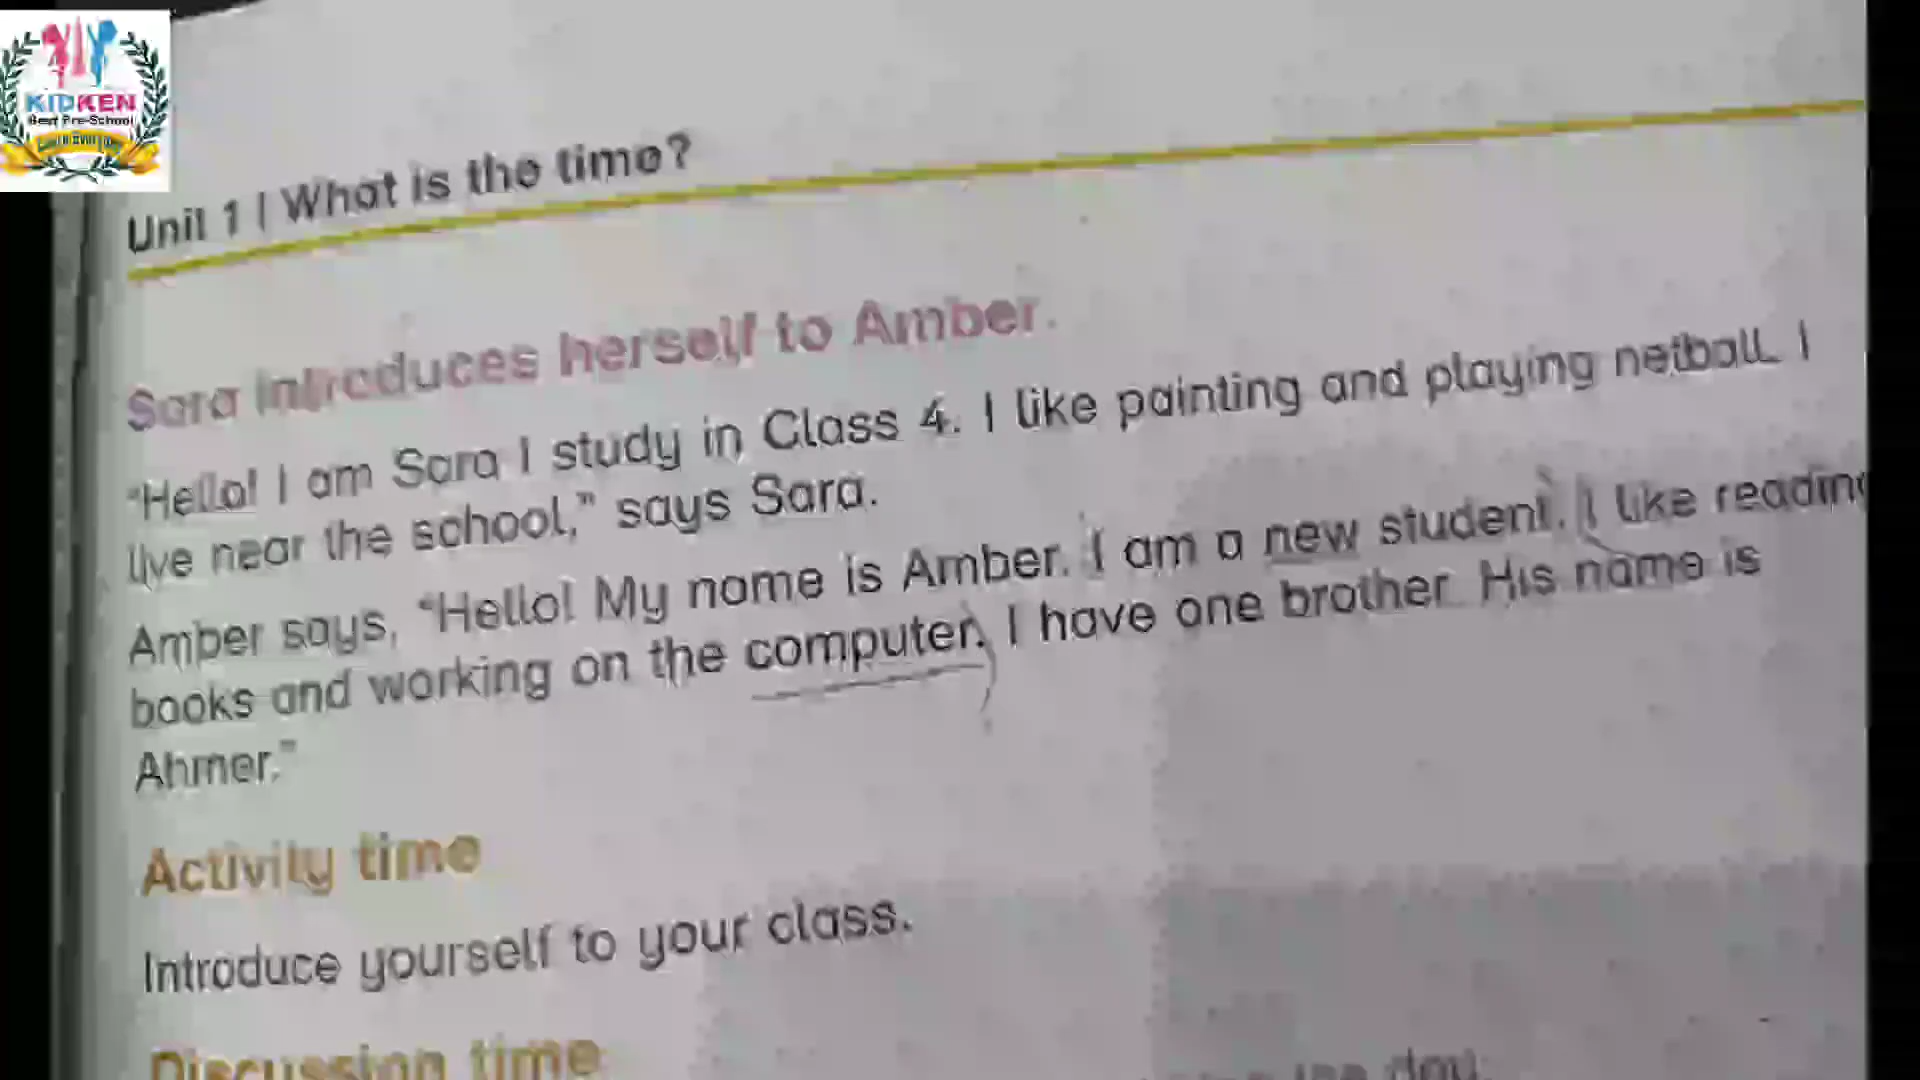 KIDKEN
Best Pre-School
Unit 1 | What is the time?
Sara introduces herself to Amber.
"Hello! I am Sara I study in Class 4. I like painting and playing netball. I
live near the school," says Sara.
Amber says, "Hello! My name is Amber. I am a new student. I like reading
books and working on the computer. I have one brother. His name is
Ahmer."
Activity time
Introduce yourself to your class.
Discussion time
the day.